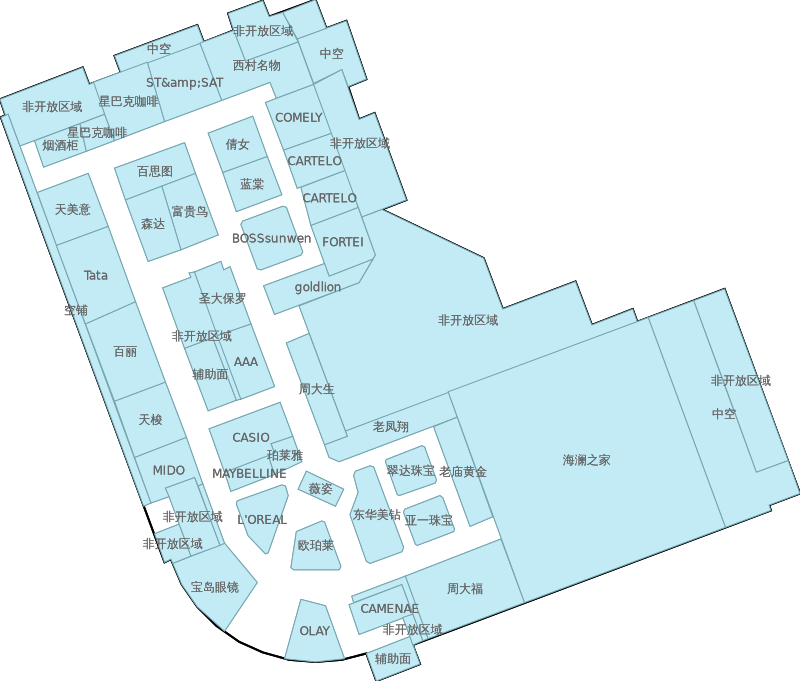 非开放区域
中空
中空
西村名物
ST&amp;SAT
星巴克咖啡
非开放区域
星巴克咖啡
烟酒柜
COMELY
非开放区域
倩女
CARTELO
百思图
蓝棠
CARTELO
天美意
富贵鸟
森达
BOSSsunwen
FORTEI
Tata
goldlion
圣大保罗
空铺
非开放区域
非开放区域
百丽
AAA
辅助面
周大生
非开放区域
中空
天梭
老凤翔
CASIO
珀莱雅
海澜之家
MIDO
MAYBELLINE
翠达珠宝
老庙黄金
薇姿
非开放区域
L'OREAL
东华美钻
亚一珠宝
非开放区域
欧珀莱
宝岛眼镜
周大福
CAMENAE
OLAY
非开放区域
辅助面